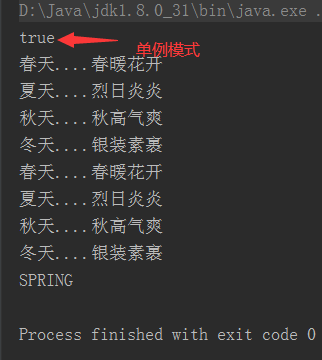 D:\Java\jdk1.8.0_31\bin\java.exe .
true
单例模式
春天....春暖花开
夏天....烈日炎炎
秋天....秋高气爽
冬天....银装素裹
春天....春暖花开
夏天....烈日炎炎
秋天....秋高气爽
冬天....银装素裹
SPRING
Process finished with exit code 0